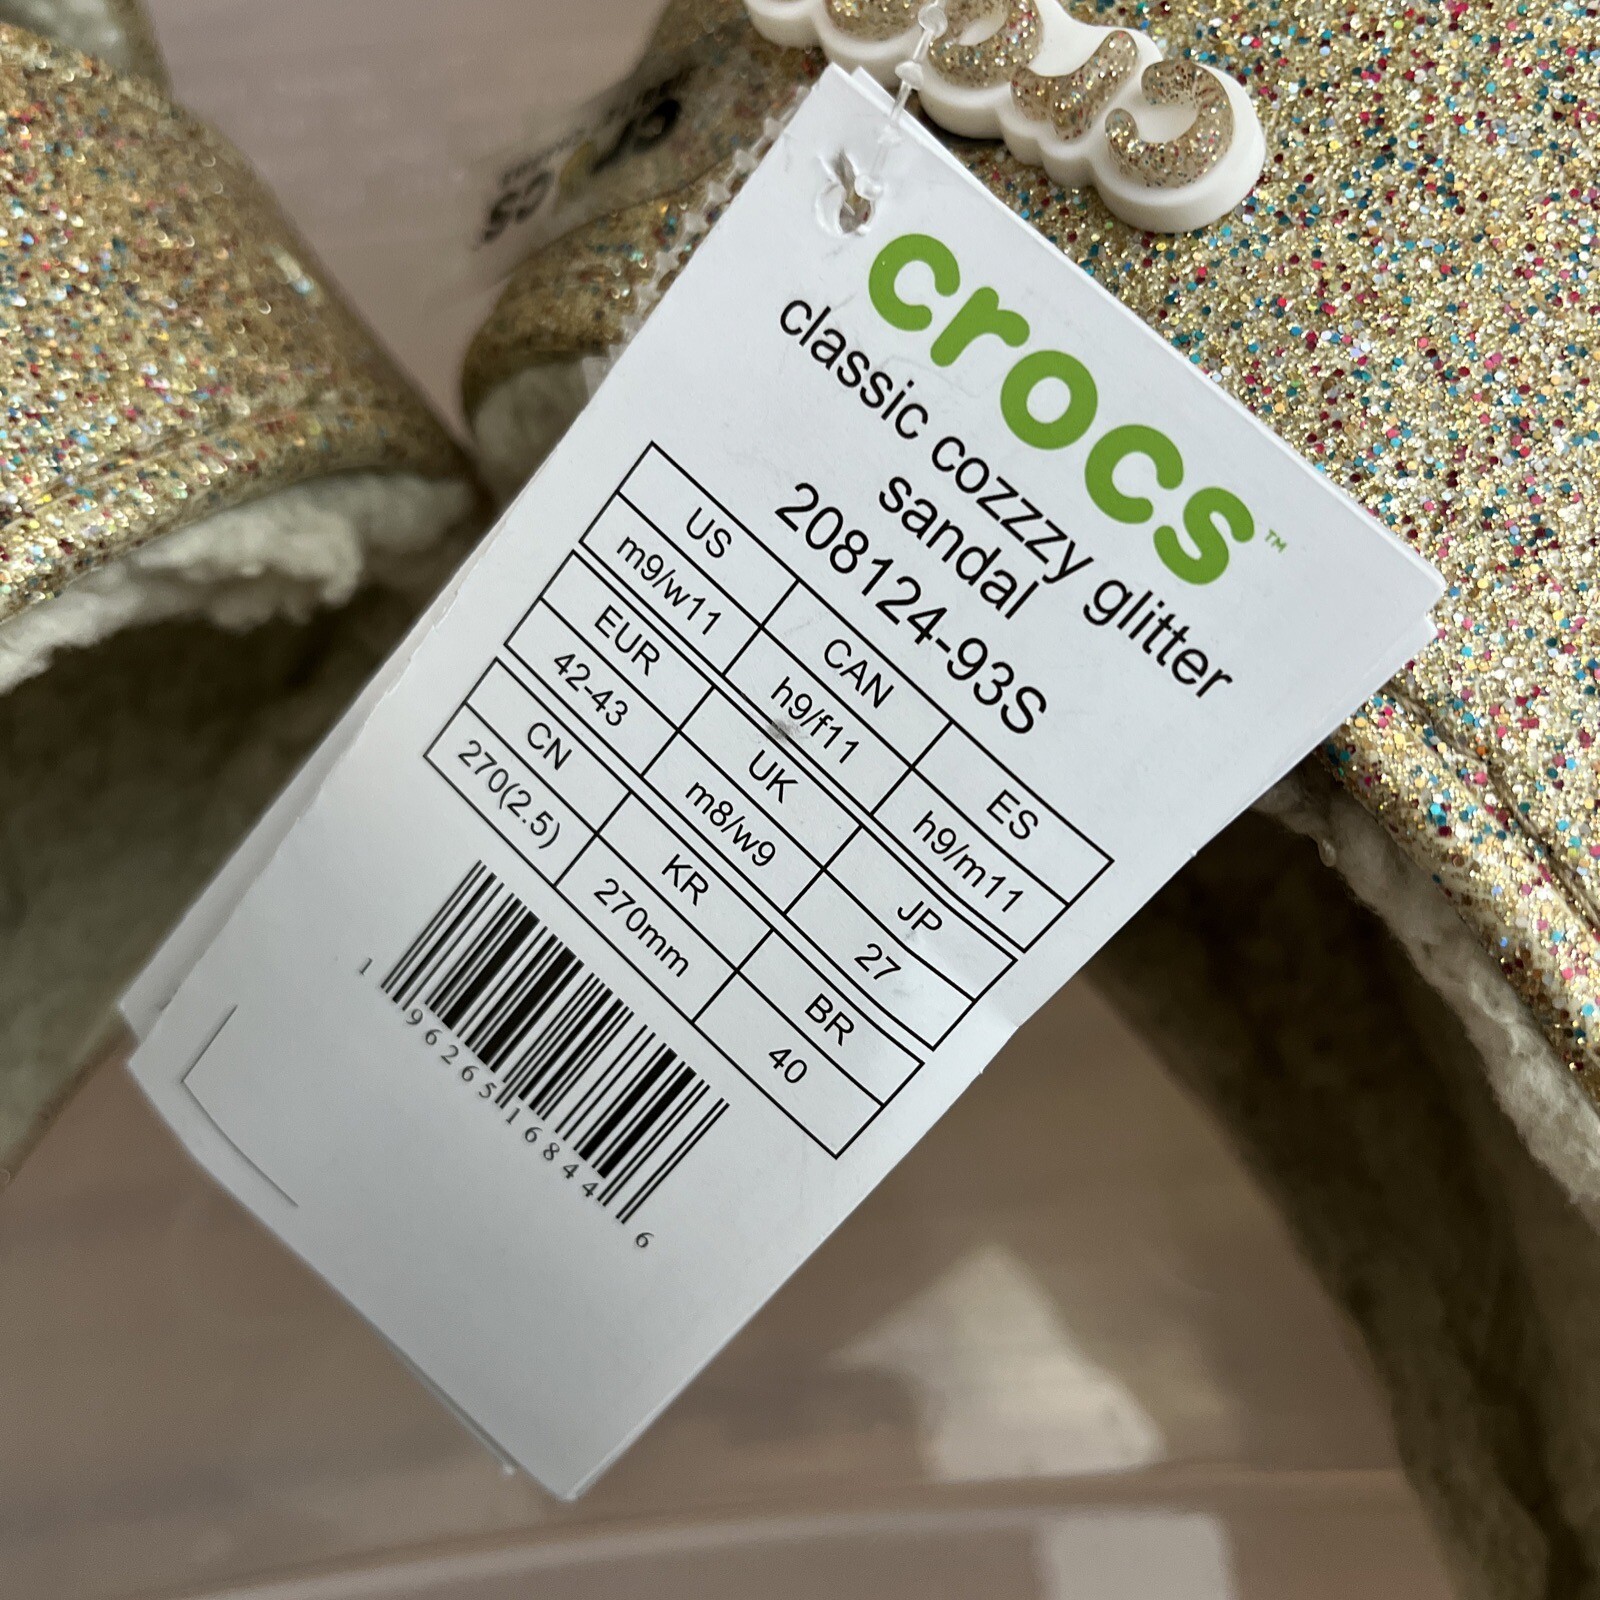 crocs™
classic cozzzy glitter
sandal
208124-93S
US CAN ES
m9/w11 h9/f11 h9/m11
EUR UK JP
42-43 m8/w9 27
CN KR BR
270(2.5) 270mm 40
1 96265 16844 6